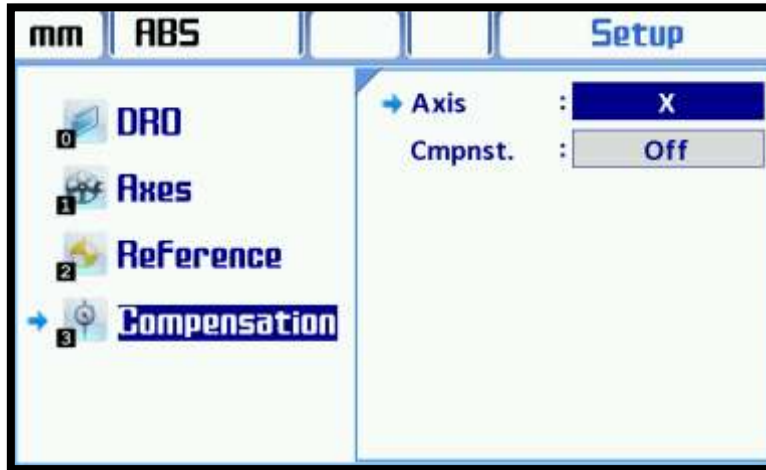 mm ABS Setup
0 DRO
1 Axes
2 Reference
3 Compensation
Axis : X
Cmpnst. : Off